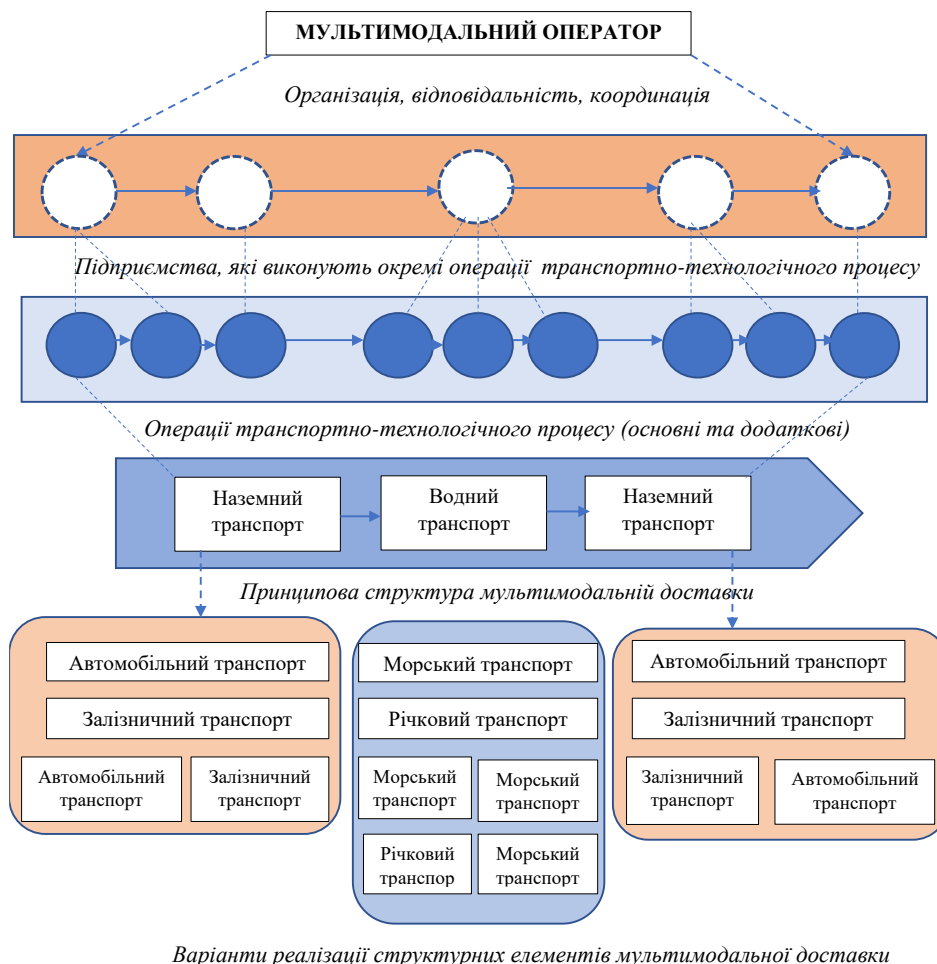 МУЛЬТИМОДАЛЬНИЙ ОПЕРАТОР
Організація, відповідальність, координація
Підприємства, які виконують окремі операції транспортно-технологічного процесу
Операції транспортно-технологічного процесу (основні та додаткові)
Наземний
транспорт
Водний
транспорт
Наземний
транспорт
Принципова структура мультимодальній доставки
Автомобільний транспорт
Залізничний транспорт
Автомобільний
транспорт
Залізничний
транспорт
Морський транспорт
Річковий транспорт
Морський
транспорт
Морський
транспорт
Річковий
транспор
Морський
транспорт
Автомобільний транспорт
Залізничний транспорт
Залізничний
транспорт
Автомобільний
транспорт
Варіанти реалізації структурних елементів мультимодальної доставки